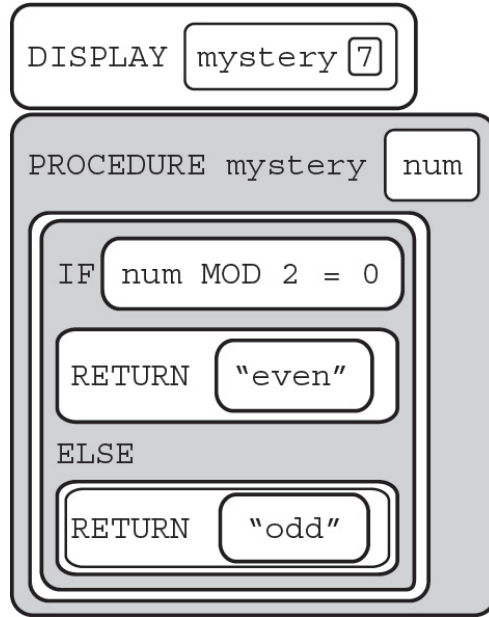 DISPLAY mystery 7
PROCEDURE mystery num
IF num MOD 2 = 0
RETURN “even”
ELSE
RETURN “odd”